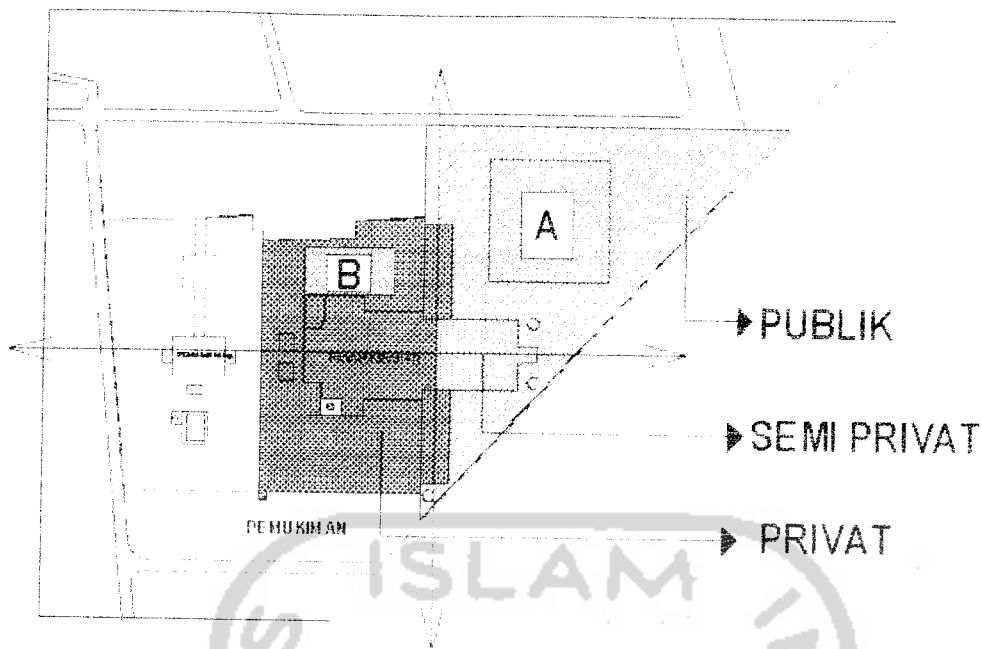 A
B
PUBLIK
SEMI PRIVAT
PEMUKIMAN
PRIVAT
ISLAM